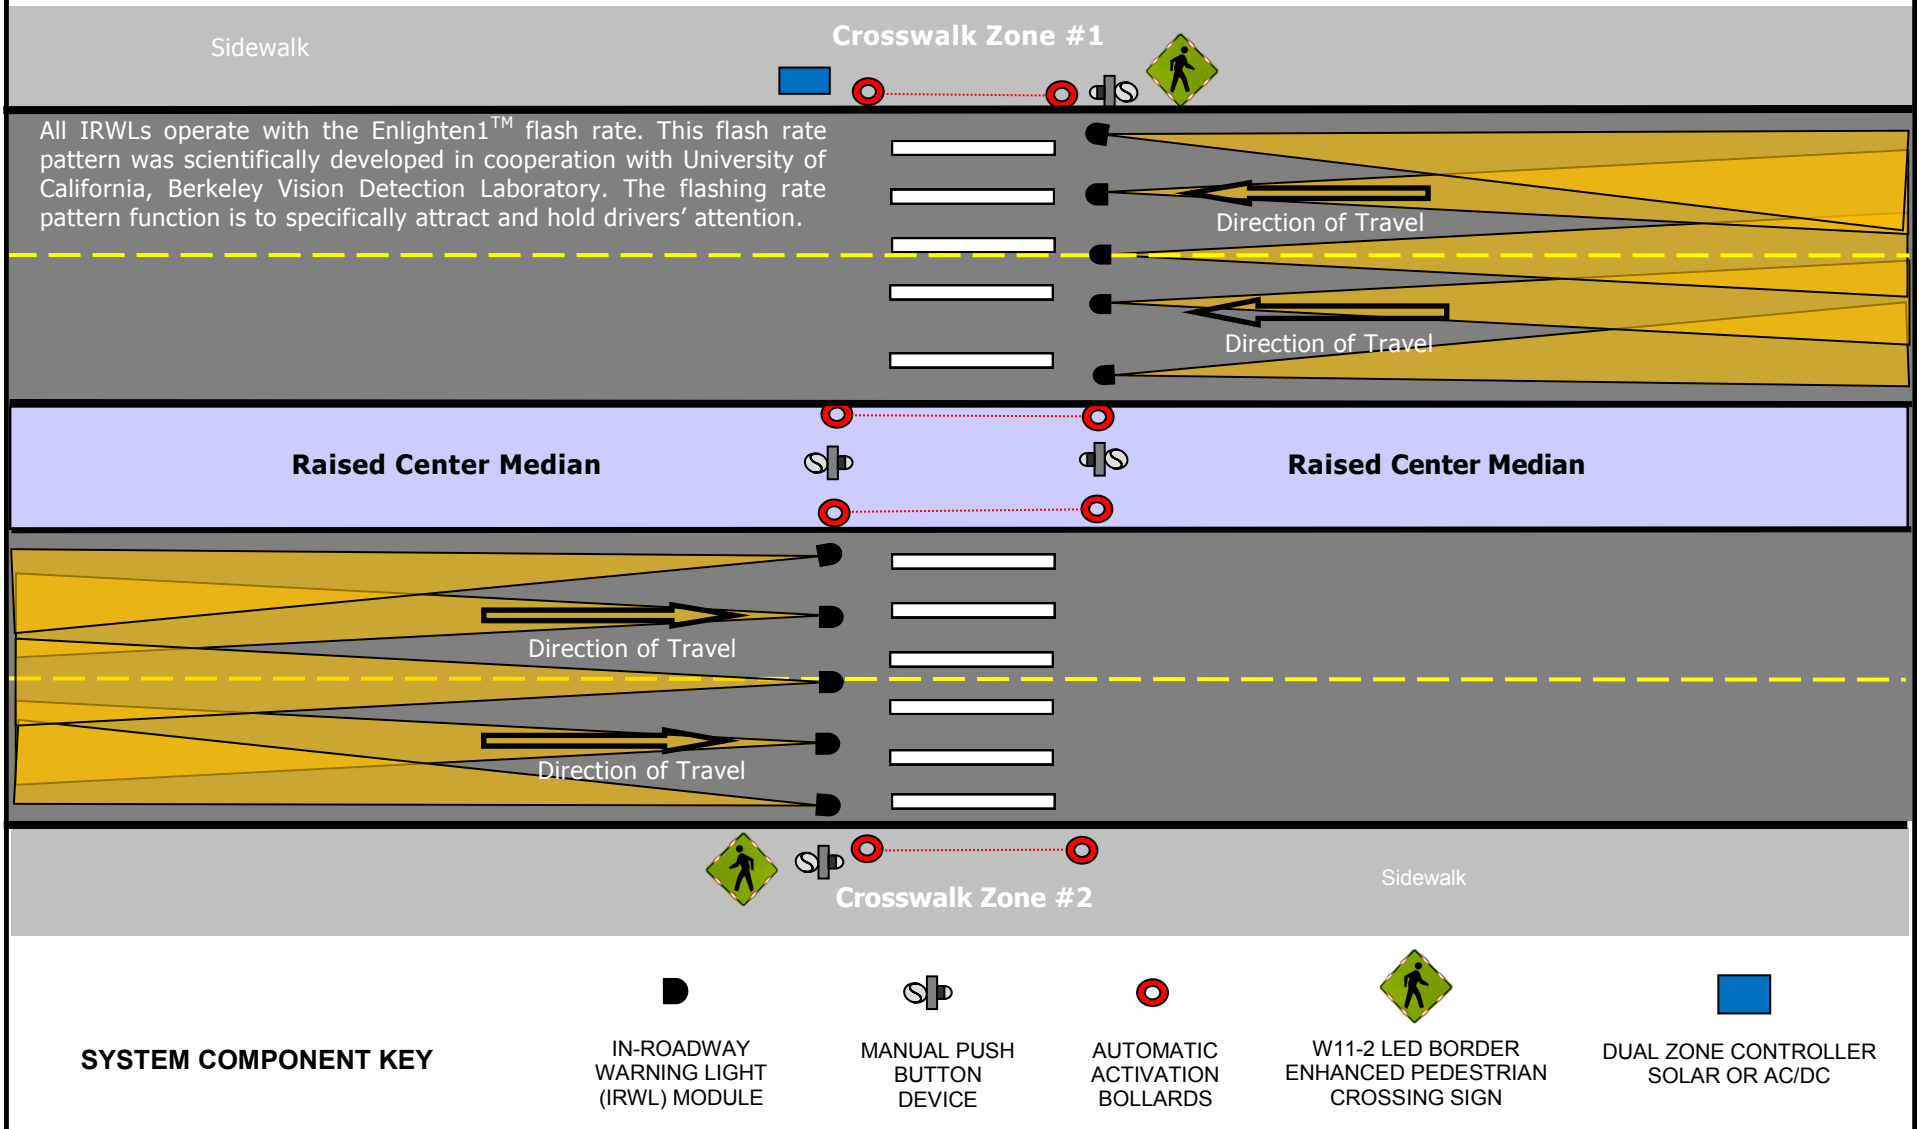 Crosswalk Zone #1
Sidewalk
All IRWLs operate with the Enlighten1™ flash rate. This flash rate
pattern was scientifically developed in cooperation with University of
California, Berkeley Vision Detection Laboratory. The flashing rate
pattern function is to specifically attract and hold drivers’ attention.
Direction of Travel
Direction of Travel
Raised Center Median
Raised Center Median
Direction of Travel
Direction of Travel
Sidewalk
Crosswalk Zone #2
SYSTEM COMPONENT KEY
IN-ROADWAY
WARNING LIGHT
(IRWL) MODULE
MANUAL PUSH
BUTTON
DEVICE
AUTOMATIC
ACTIVATION
BOLLARDS
W11-2 LED BORDER
ENHANCED PEDESTRIAN
CROSSING SIGN
DUAL ZONE CONTROLLER
SOLAR OR AC/DC